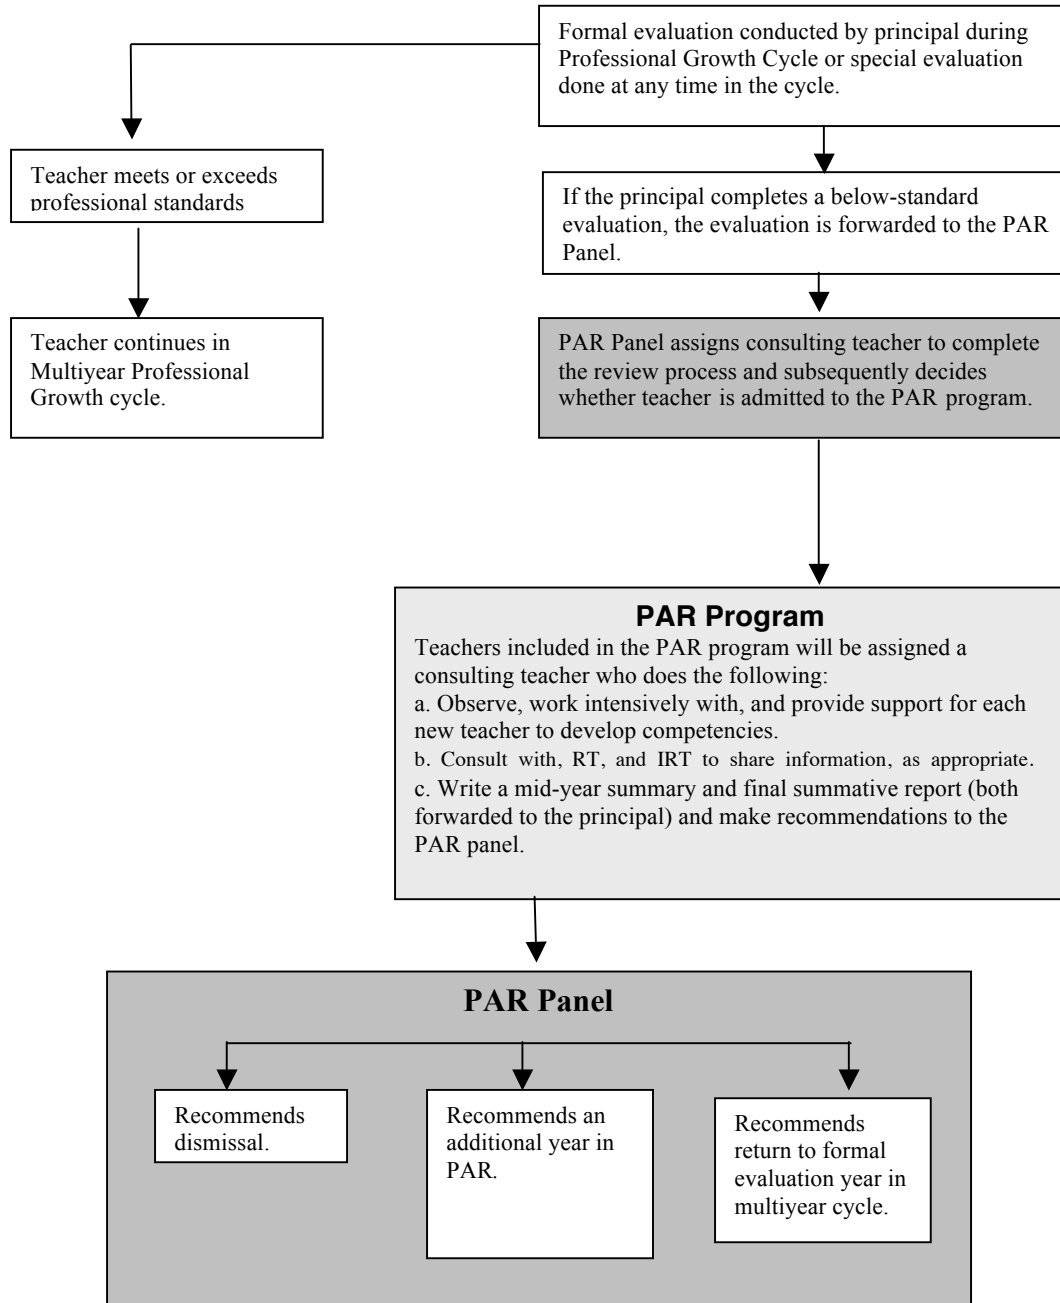 Formal evaluation conducted by principal during
Professional Growth Cycle or special evaluation
done at any time in the cycle.
Teacher meets or exceeds
professional standards
If the principal completes a below-standard
evaluation, the evaluation is forwarded to the PAR
Panel.
Teacher continues in
Multiyear Professional
Growth cycle.
PAR Panel assigns consulting teacher to complete
the review process and subsequently decides
whether teacher is admitted to the PAR program.
PAR Program
Teachers included in the PAR program will be assigned a
consulting teacher who does the following:
a. Observe, work intensively with, and provide support for each
new teacher to develop competencies.
b. Consult with, RT, and IRT to share information, as appropriate.
c. Write a mid-year summary and final summative report (both
forwarded to the principal) and make recommendations to the
PAR panel.
PAR Panel
Recommends
dismissal.
Recommends an
additional year in
PAR.
Recommends
return to formal
evaluation year in
multiyear cycle.